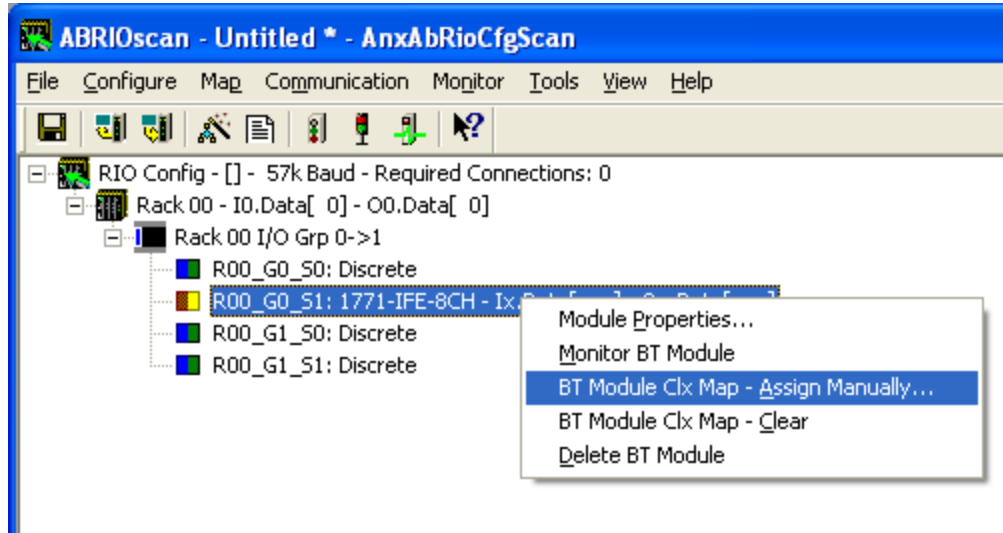 ABRIOscan - Untitled * - AnxAbRioCfgScan
File Configure Map Communication Monitor Tools View Help
RIO Config - [] - 57k Baud - Required Connections: 0
Rack 00 - I0.Data[ 0] - O0.Data[ 0]
Rack 00 I/O Grp 0->1
R00_G0_S0: Discrete
R00_G0_S1: 1771-IFE-8CH - Ix.
R00_G1_S0: Discrete
R00_G1_S1: Discrete
Module Properties...
Monitor BT Module
BT Module Clx Map - Assign Manually...
BT Module Clx Map - Clear
Delete BT Module